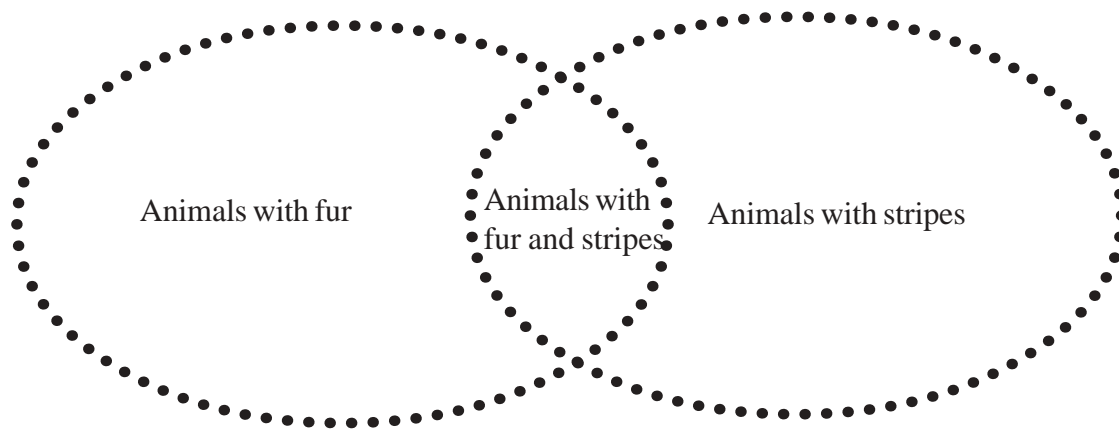 Animals with fur
Animals with
fur and stripes
Animals with stripes